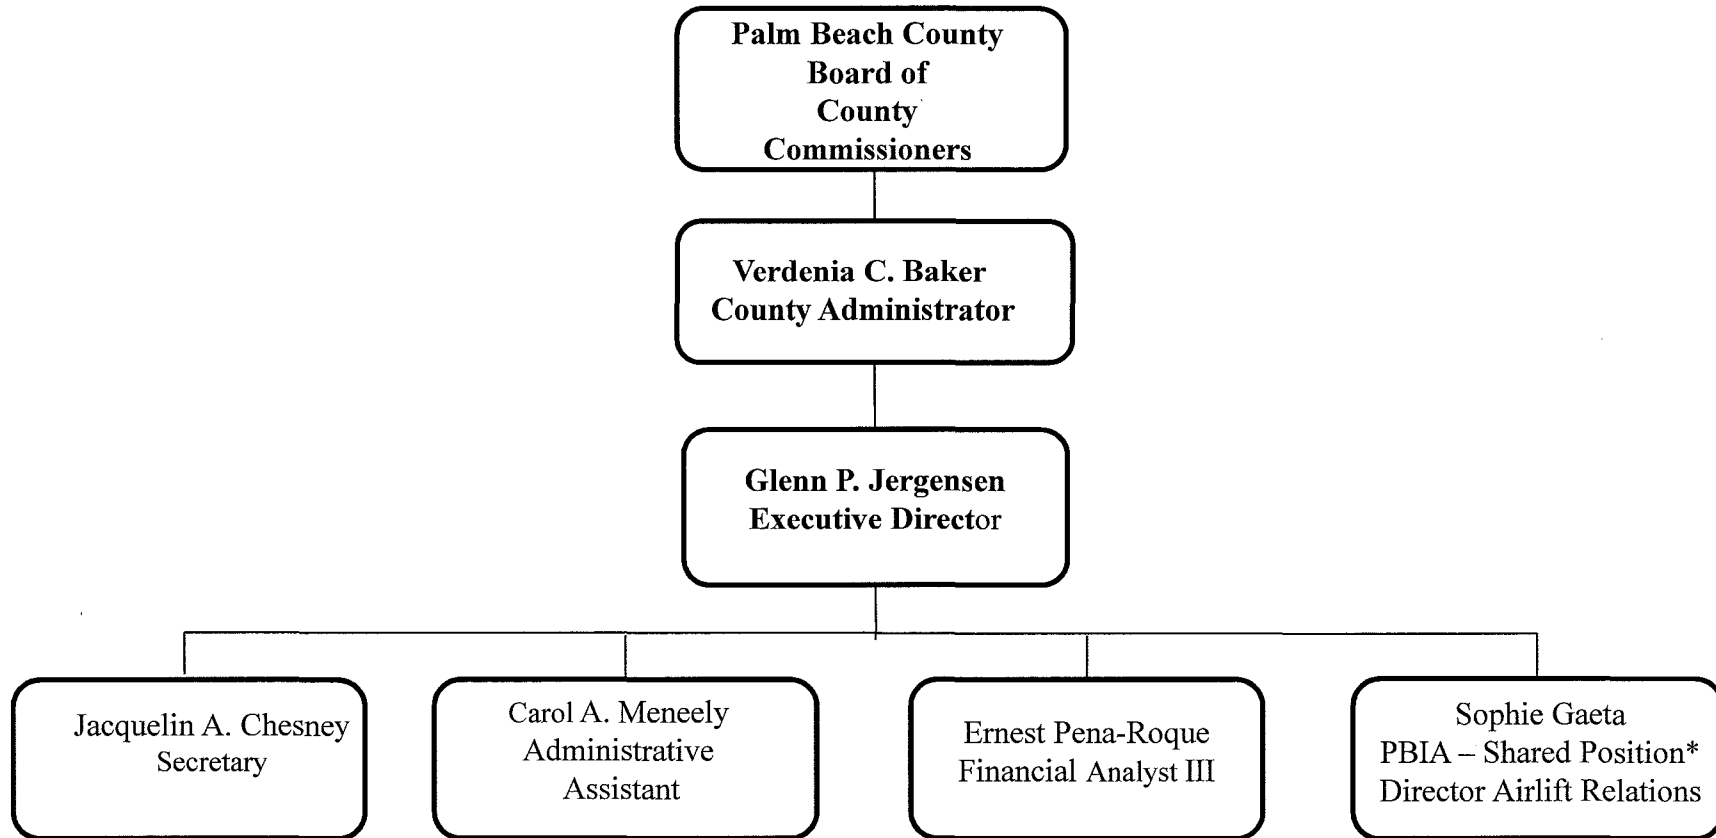 Palm Beach County
Board of
County
Commissioners
Verdenia C. Baker
County Administrator
Glenn P. Jergensen
Executive Director
Jacquelin A. Chesney
Secretary
Carol A. Meneely
Administrative
Assistant
Ernest Pena-Roque
Financial Analyst III
Sophie Gaeta
PBIA – Shared Position*
Director Airlift Relations